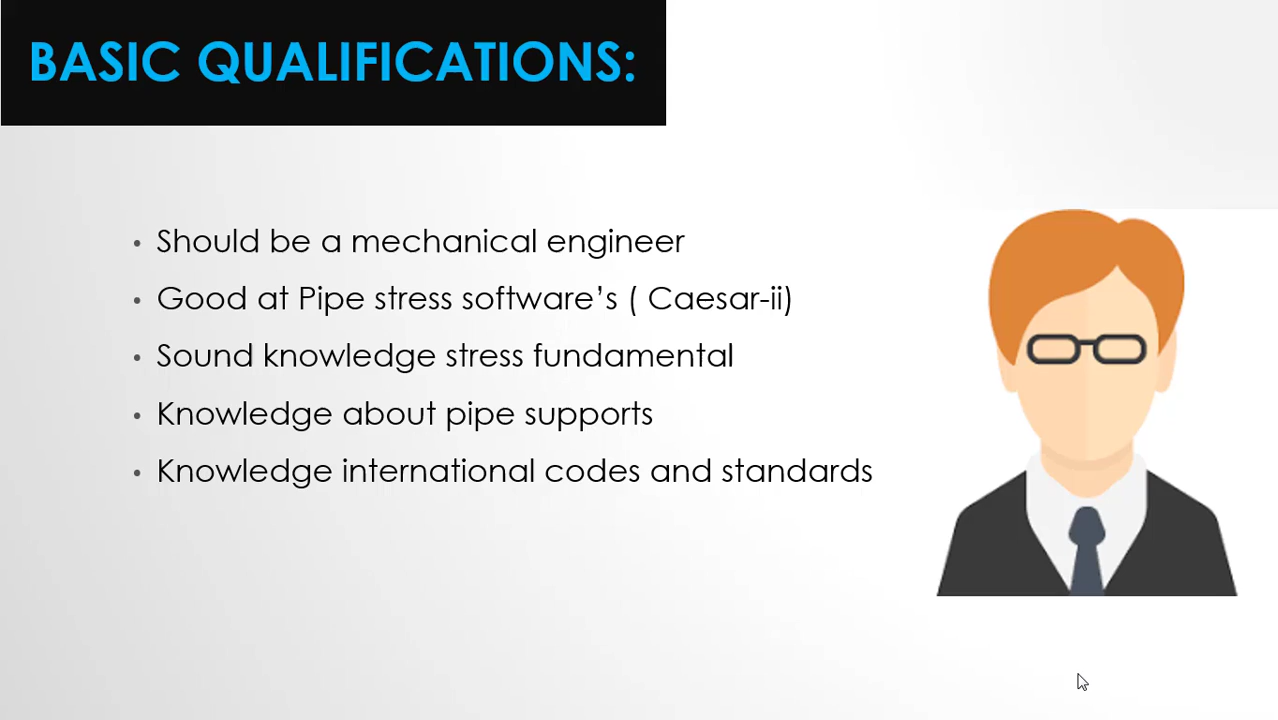 BASIC QUALIFICATIONS:
• Should be a mechanical engineer
• Good at Pipe stress software’s ( Caesar-ii)
• Sound knowledge stress fundamental
• Knowledge about pipe supports
• Knowledge international codes and standards